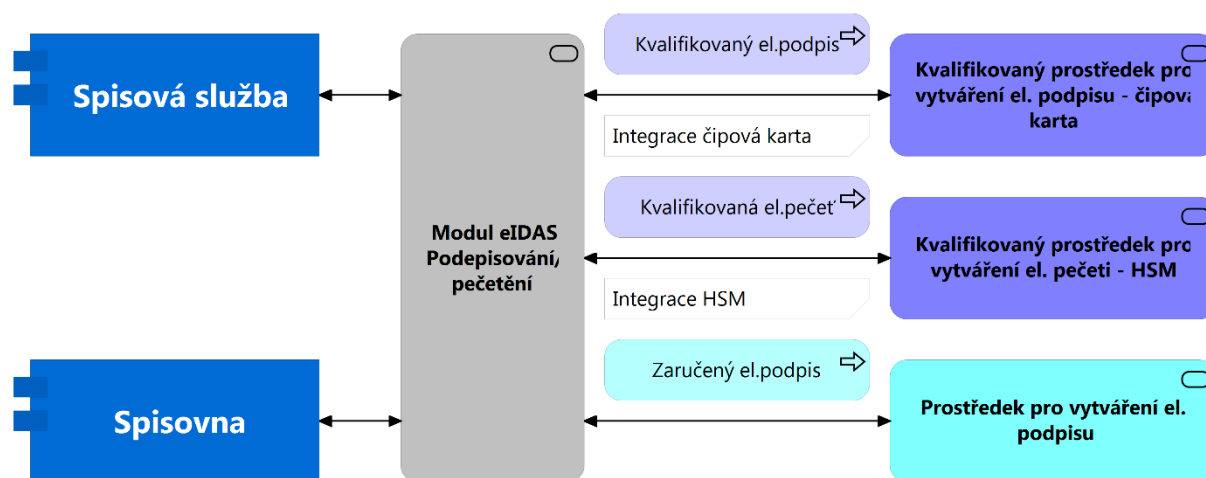 Kvalifikovaný el.podpis
Spisová služba
Kvalifikovaný prostředek pro
vytváření el. podpisu - čipová
karta
Integrace čipová karta
Kvalifikovaná el.pečeť
Modul eIDAS
Podepisování/
pečetění
Kvalifikovaný prostředek pro
vytváření el. pečeti - HSM
Integrace HSM
Zaručený el.podpis
Spisovna
Prostředek pro vytváření el.
podpisu